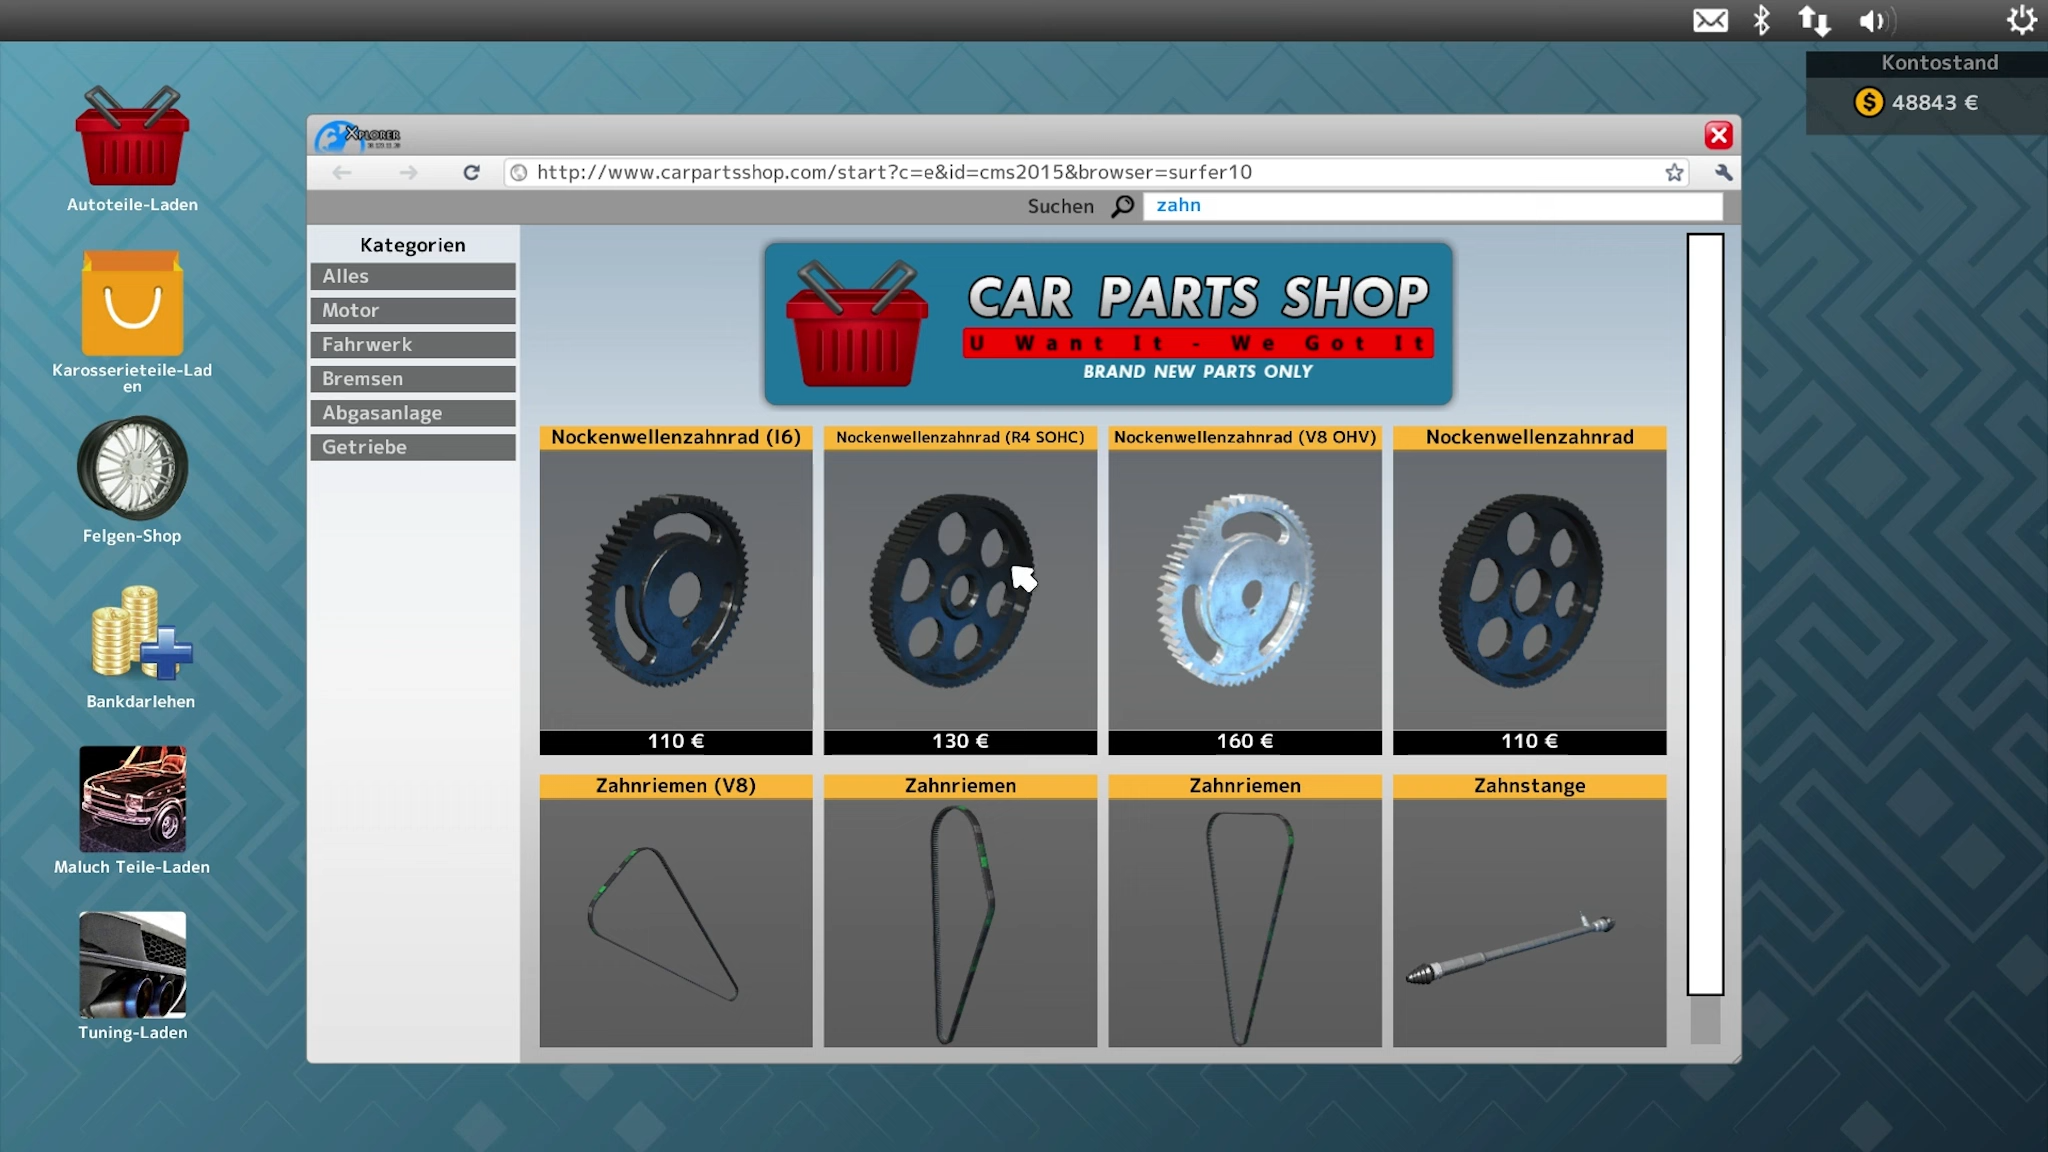 Kontostand
$ 48843 €
Autoteile-Laden
Karosserieteile-Lad
en
Felgen-Shop
Bankdarlehen
Maluch Teile-Laden
Tuning-Laden
XPLORER
http://www.carpartsshop.com/start?c=e&id=cms2015&browser=surfer10
Suchen zahn
Kategorien
Alles
Motor
Fahrwerk
Bremsen
Abgasanlage
Getriebe
CAR PARTS SHOP
U Want It - We Got It
BRAND NEW PARTS ONLY
Nockenwellenzahnrad (I6)
110 €
Nockenwellenzahnrad (R4 SOHC)
130 €
Nockenwellenzahnrad (V8 OHV)
160 €
Nockenwellenzahnrad
110 €
Zahnriemen (V8)
Zahnriemen
Zahnriemen
Zahnstange